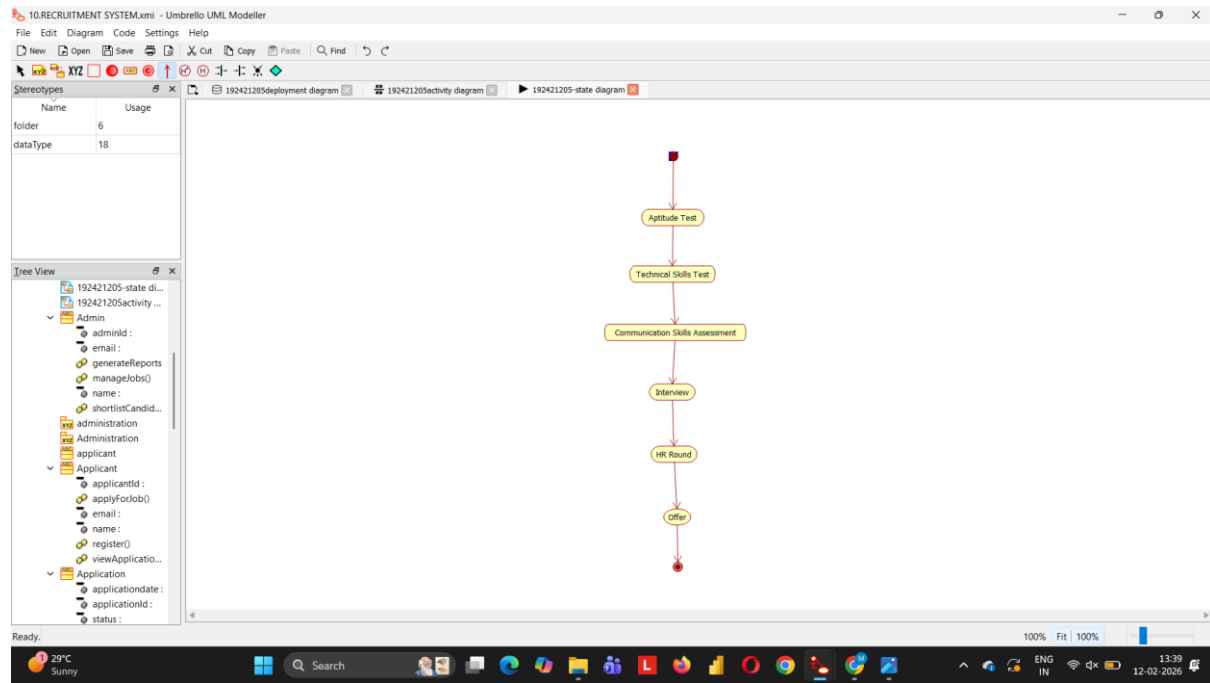 10.RECRUITMENT SYSTEM.xmi - Umbrello UML Modeller
File Edit Diagram Code Settings Help
New Open Save Cut Copy Paste Find
XYZ XYZ ABC
Stereotypes
192421205deployment diagram 192421205activity diagram 192421205-state diagram
Name Usage
folder 6
dataType 18
Tree View
192421205-state di...
192421205activity ...
Admin
adminId :
email :
generateReports
manageJobs()
name :
shortlistCandid...
administration
Administration
applicant
Applicant
applicantId :
applyForJob()
email :
name :
register()
viewApplicatio...
Application
applicationdate :
applicationId :
status :
Aptitude Test
Technical Skills Test
Communication Skills Assessment
Interview
HR Round
Offer
Ready.
100% Fit 100%
1
29°C
Sunny
Search
L
M
ENG
IN
13:39
12-02-2026